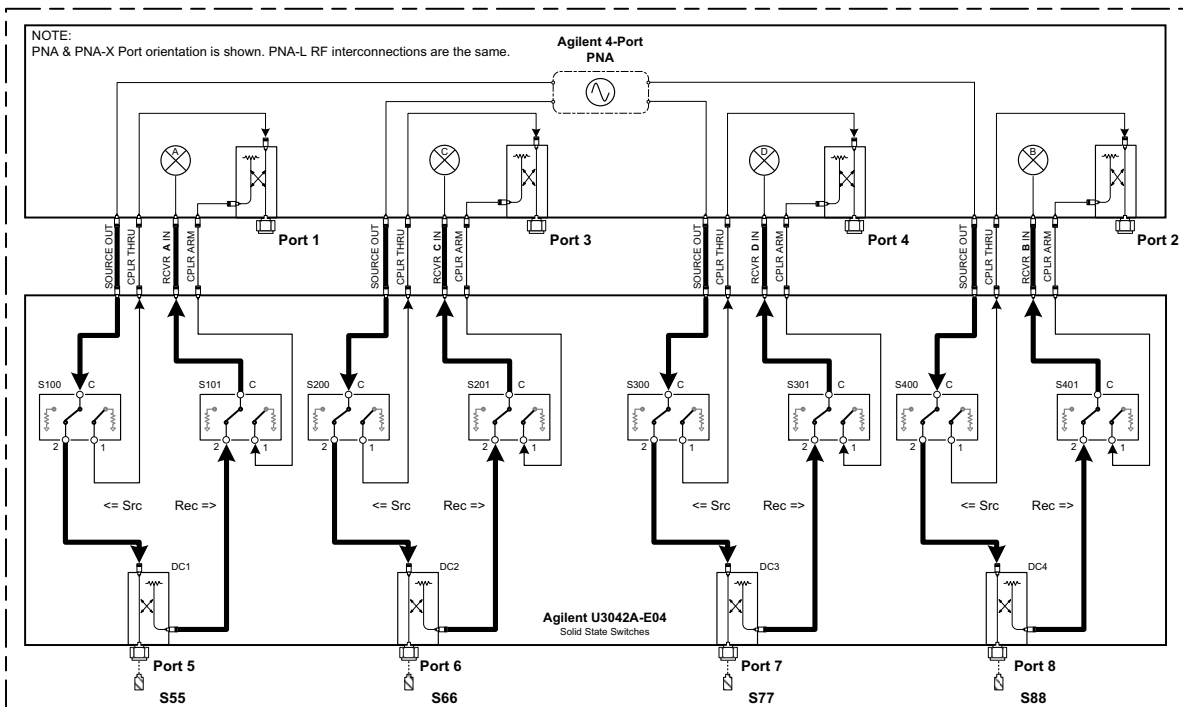 NOTE:
PNA & PNA-X Port orientation is shown. PNA-L RF interconnections are the same.
Agilent 4-Port
PNA
A
C
D
B
Port 1
Port 3
Port 4
Port 2
SOURCE OUT
CPLR THRU
RCVR A IN
CPLR ARM
SOURCE OUT
CPLR THRU
RCVR C IN
CPLR ARM
SOURCE OUT
CPLR THRU
RCVR D IN
CPLR ARM
SOURCE OUT
CPLR THRU
RCVR B IN
CPLR ARM
S100 C
S101 C
S200 C
S201 C
S300 C
S301 C
S400 C
S401 C
2 1
2 1
2 1
2 1
2 1
2 1
2 1
2 1
<= Src Rec =>
<= Src Rec =>
<= Src Rec =>
<= Src Rec =>
DC1
DC2
DC3
DC4
Agilent U3042A-E04
Solid State Switches
Port 5
Port 6
Port 7
Port 8
S55
S66
S77
S88